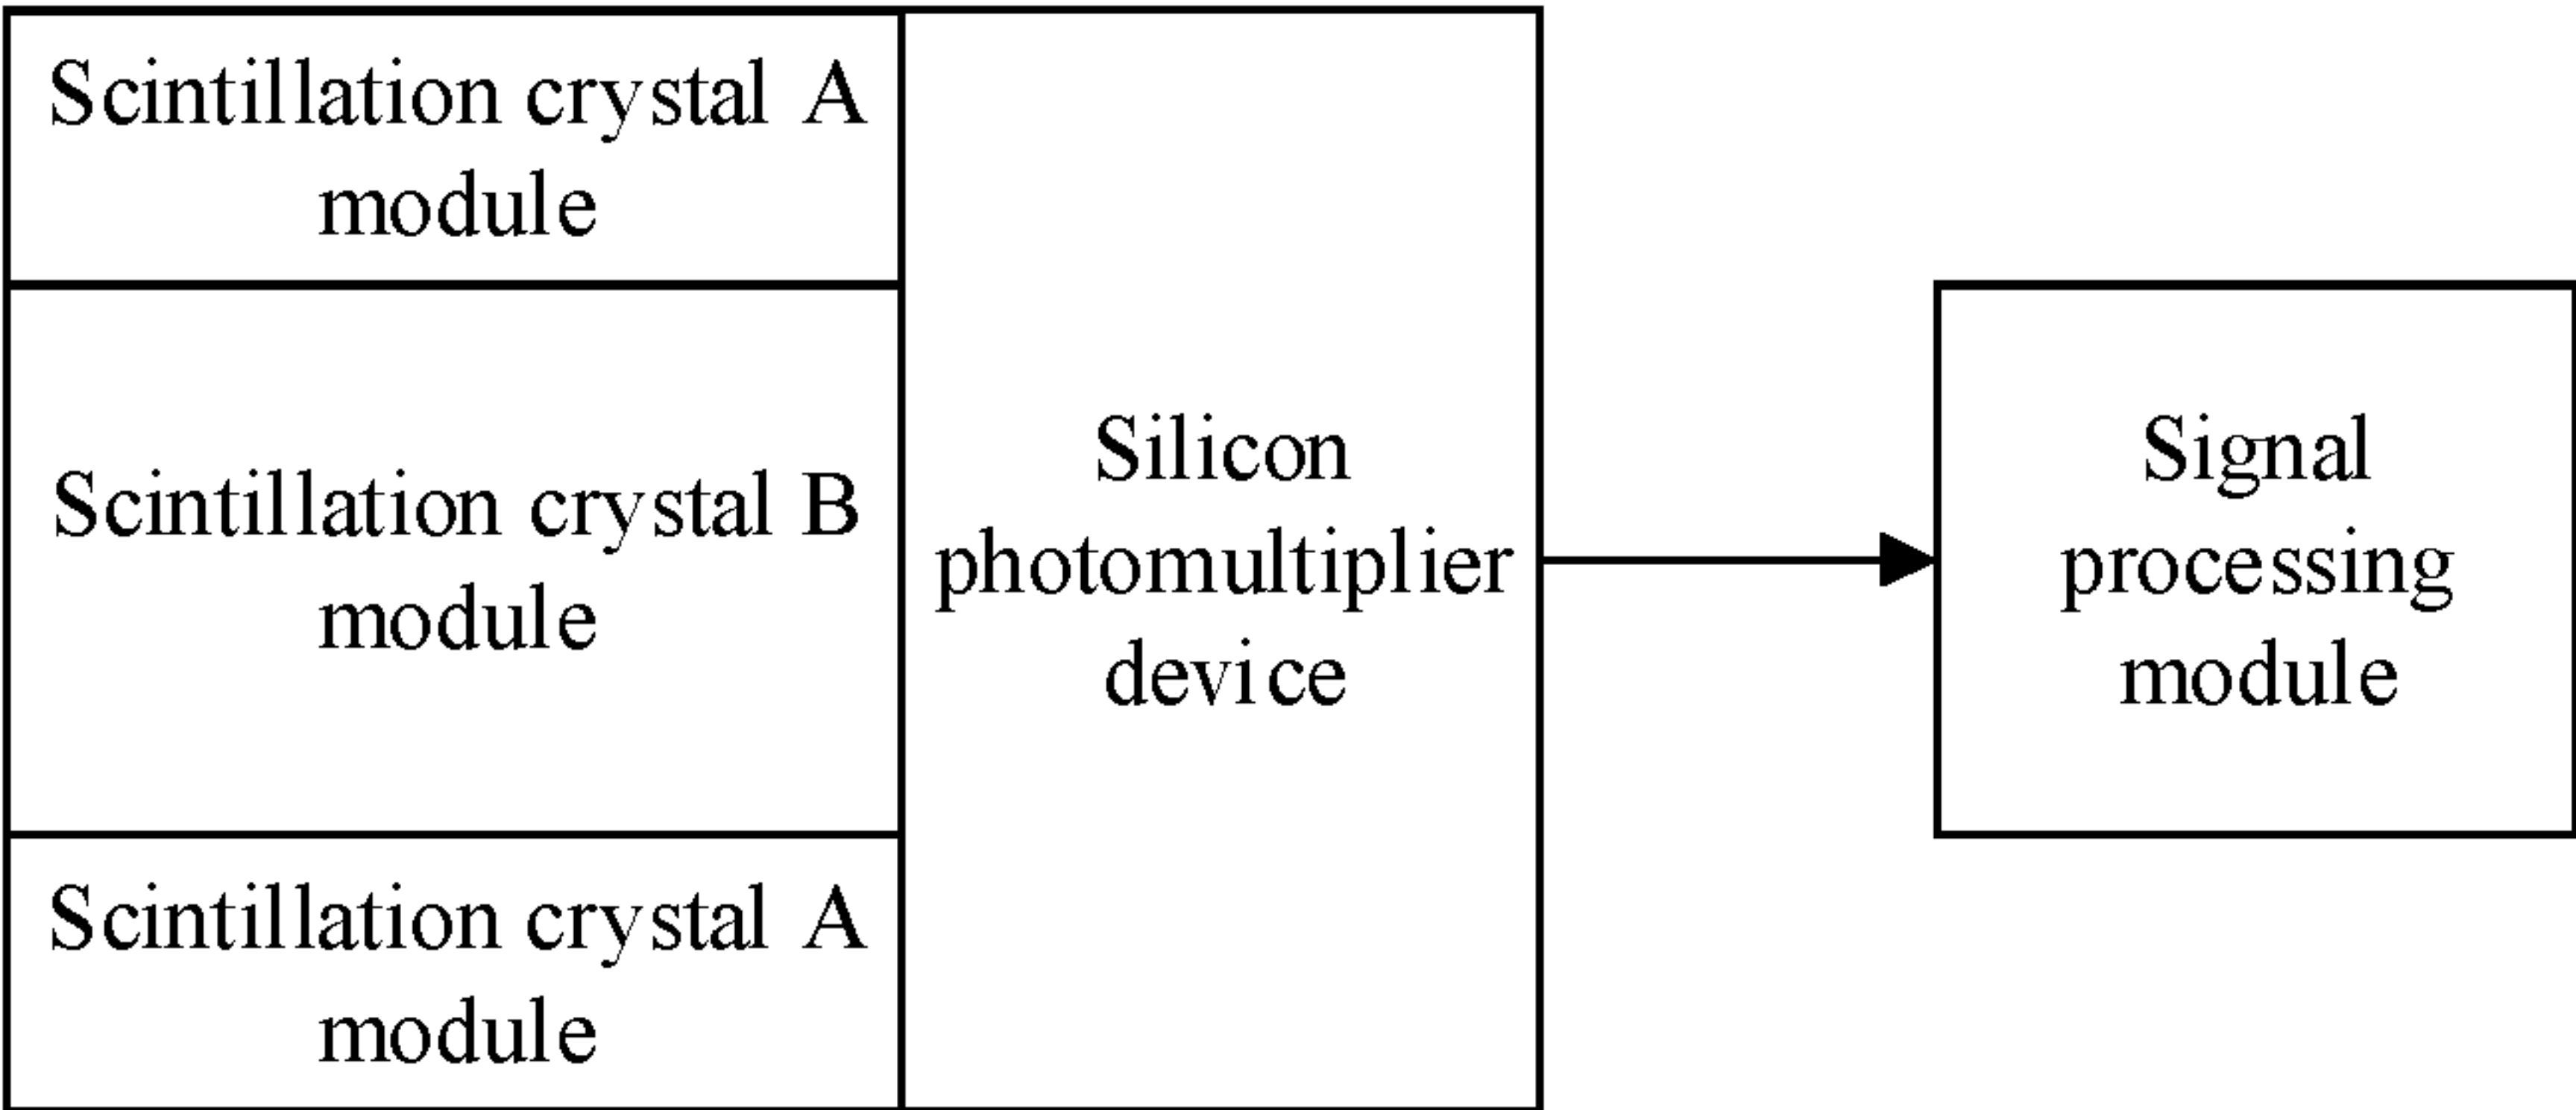 Scintillation crystal A
module
Scintillation crystal B
module
Scintillation crystal A
module
Silicon
photomultiplier
device
Signal
processing
module